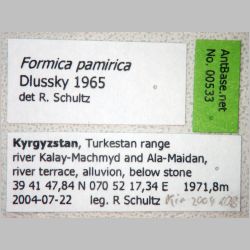 Formica pamirica
Dlussky 1965
det R. Schultz
AntBase.net
No. 00533
Kyrgyzstan, Turkestan range
river Kalay-Machmyd and Ala-Maidan,
river terrace, alluvion, below stone
39 41 47,84 N 070 52 17,34 E 1971,8m
2004-07-22 leg. R Schultz